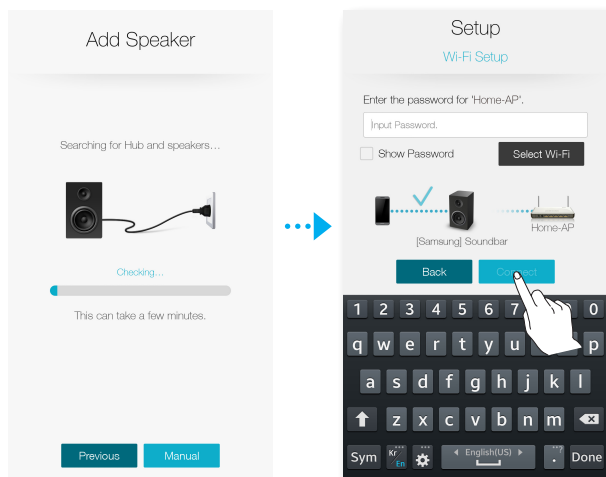 Add Speaker
Searching for Hub and speakers...
Checking...
This can take a few minutes.
Previous
Manual
Setup
Wi-Fi Setup
Enter the password for 'Home-AP'.
Input Password.
Show Password
Select Wi-Fi
Home-AP
[Samsung] Soundbar
Back
Connect
1 2 3 4 5 6 7 0
q w e r t y u p
a s d f g h j k l
z x c v b n m
Sym Kr En English(US) . ? Done